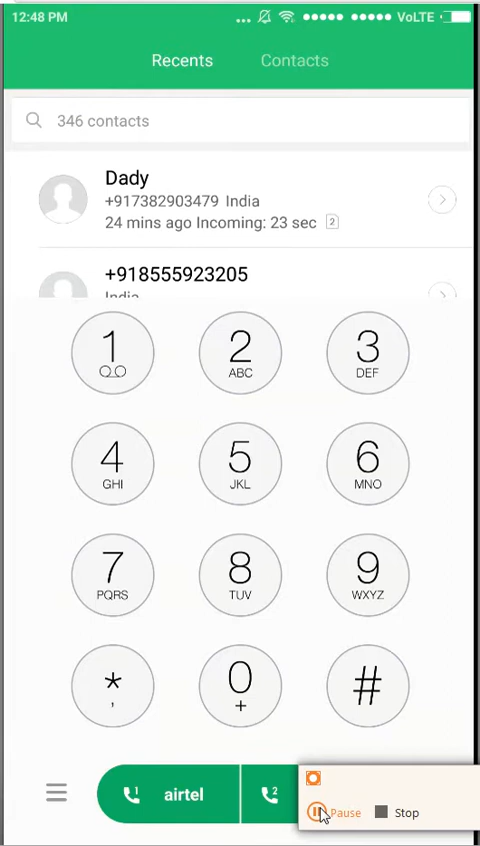 12:48 PM ... VoLTE
Recents Contacts
346 contacts
Dady
+917382903479 India
24 mins ago Incoming: 23 sec 2
+918555923205
India
1 2 3
ABC DEF
4 5 6
GHI JKL MNO
7 8 9
PQRS TUV WXYZ
* 0 #
, +
1 airtel 2
Pause Stop